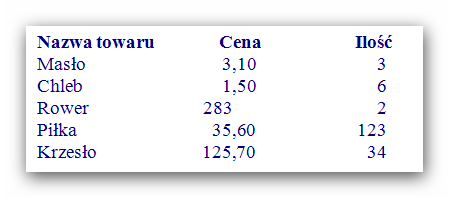 Nazwa towaru Cena Ilość
Masło 3,10 3
Chleb 1,50 6
Rower 283 2
Piłka 35,60 123
Krzesło 125,70 34